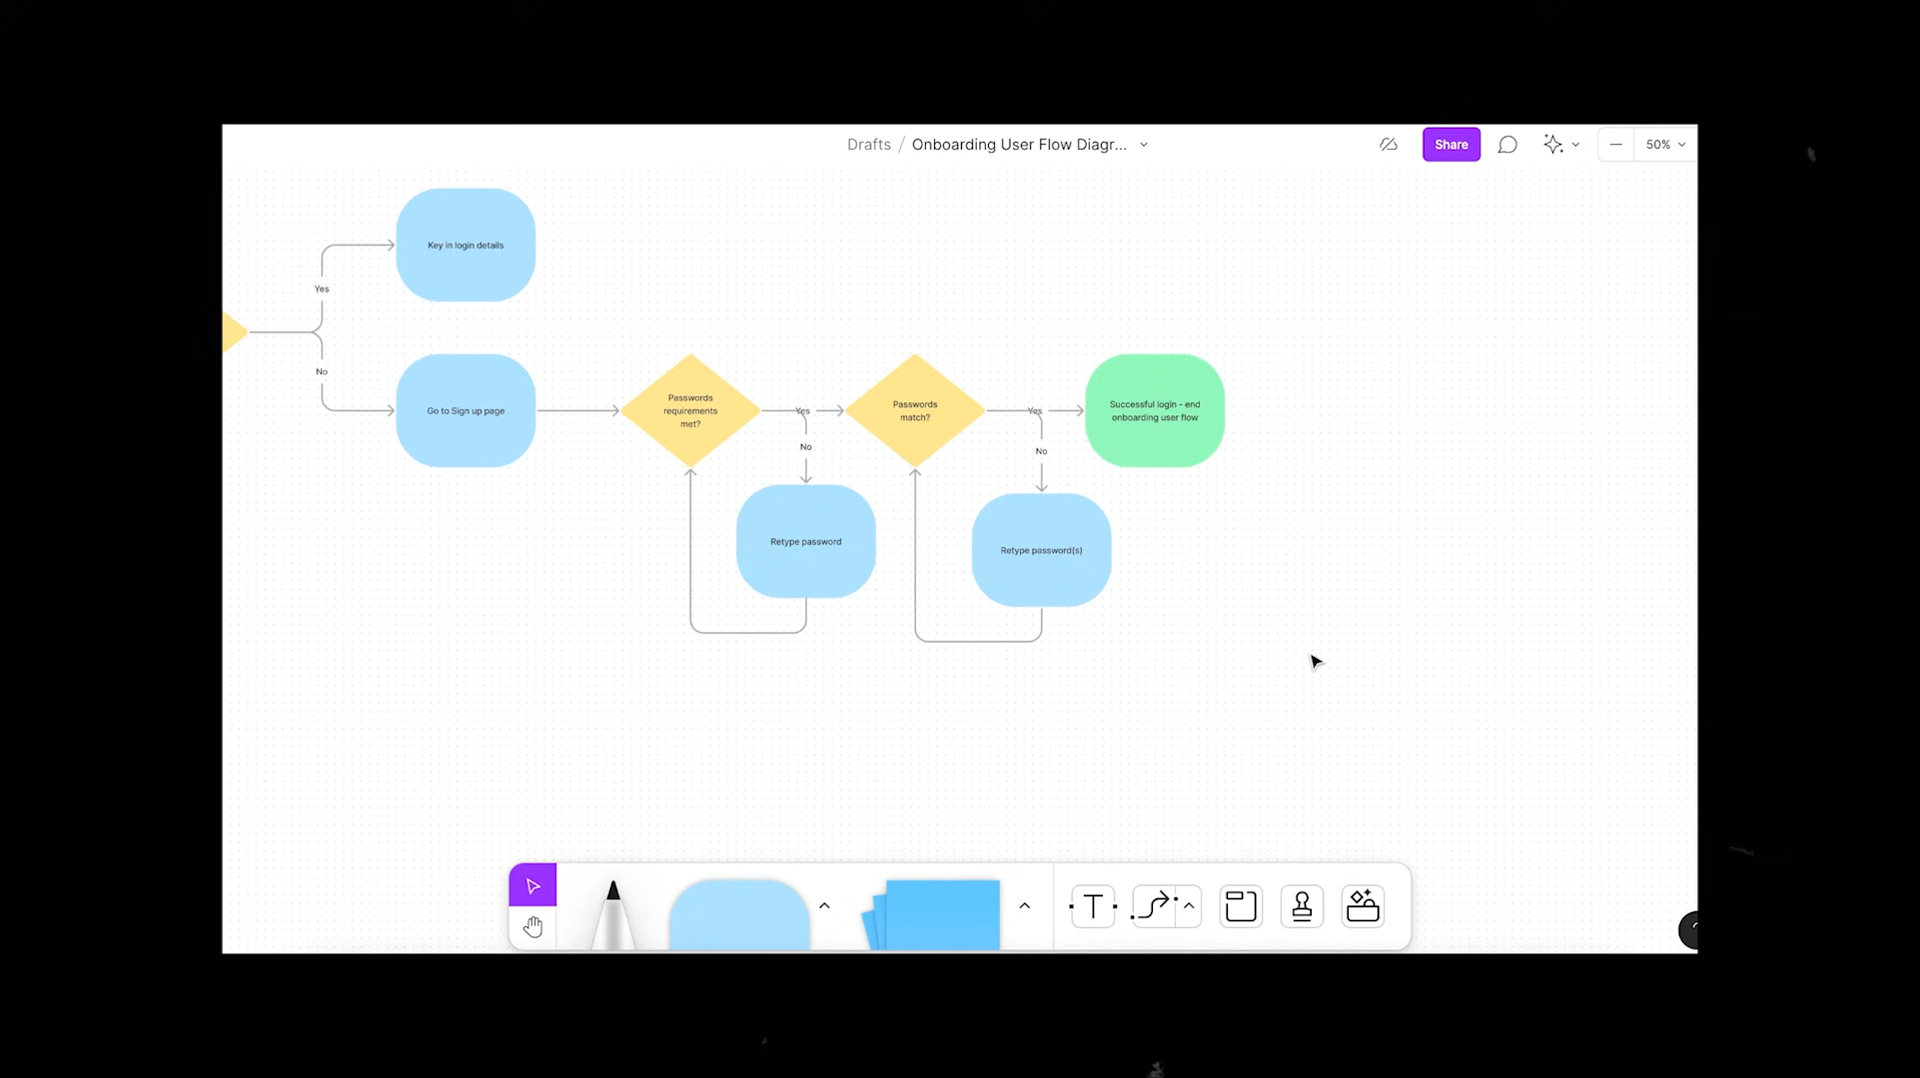 Drafts / Onboarding User Flow Diagr...
Share
50%
Key in login details
Yes
No
Go to Sign up page
Passwords
requirements
met?
Yes
No
Passwords
match?
Yes
No
Successful login - end
onboarding user flow
Retype password
Retype password(s)
T